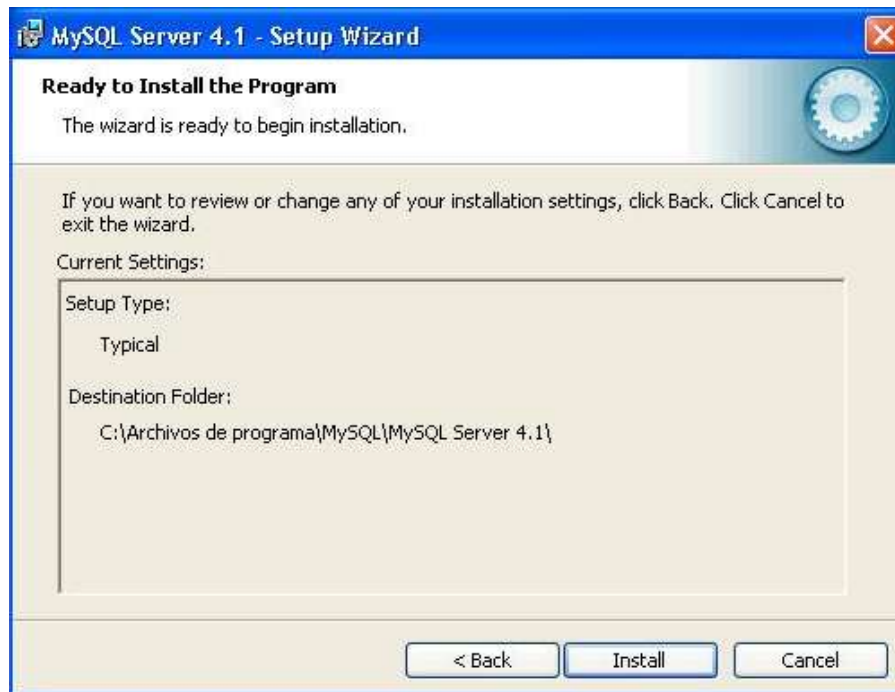 MySQL Server 4.1 - Setup Wizard
Ready to Install the Program
The wizard is ready to begin installation.
If you want to review or change any of your installation settings, click Back. Click Cancel to
exit the wizard.
Current Settings:
Setup Type:
Typical
Destination Folder:
C:\Archivos de programa\MySQL\MySQL Server 4.1\
< Back Install Cancel